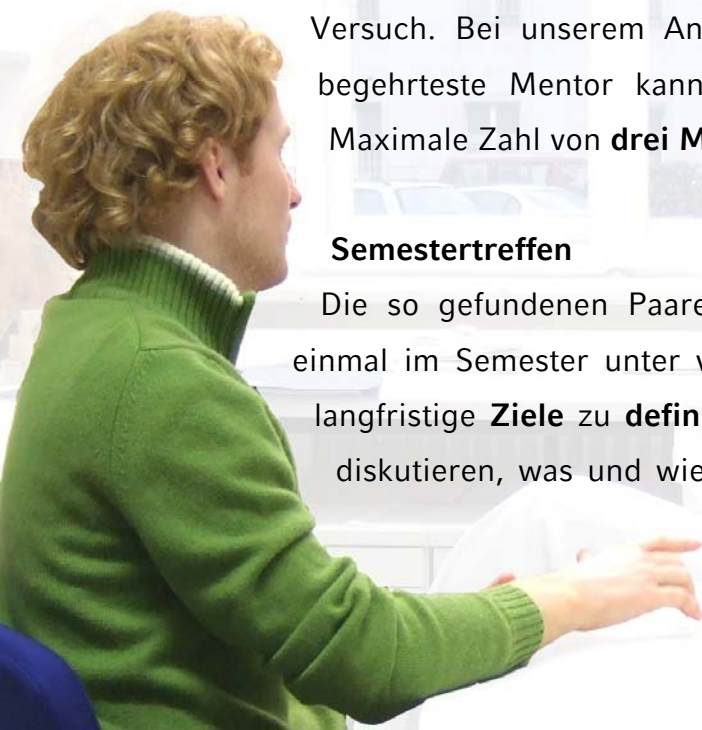 Versuch. Bei unserem An
begehrteste Mentor kann
Maximale Zahl von drei M
Semestertreffen
Die so gefundenen Paare
einmal im Semester unter v
langfristige Ziele zu defin
diskutieren, was und wie